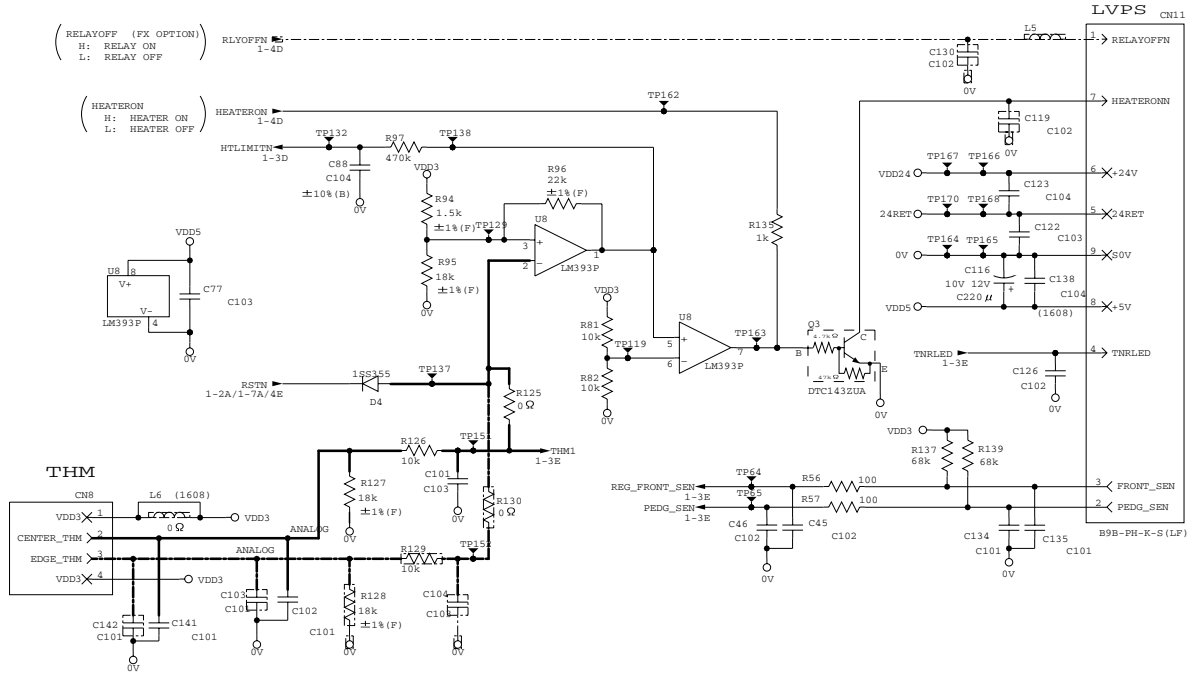 LVPS
CN11
RELAYOFF (FX OPTION)
H: RELAY ON
L: RELAY OFF
RLYOFFN
1-4D
L5
1
RELAYOFFN
C130
C102
0V
HEATERON
H: HEATER ON
L: HEATER OFF
HEATERON
1-4D
TP162
7
HEATERONN
C119
C102
0V
HTLIMITN
1-3D
TP132
R97
470k
TP138
C88
C104
±10%(B)
0V
VDD3
R94
1.5k
±1%(F)
TP129
R96
22k
±1%(F)
U8
3
+
2
−
1
LM393P
R95
18k
±1%(F)
0V
R135
1k
VDD24
TP167
TP166
6
+24V
C123
C104
24RET
TP170
TP168
5
24RET
C122
C103
0V
TP164
TP165
9
S0V
C116
10V 12V
C220μ
+
C138
C104
(1608)
VDD5
8
+5V
VDD5
U8
8
V+
V-
4
LM393P
C77
C103
0V
VDD3
R81
10k
TP119
R82
10k
0V
U8
5
+
6
−
7
LM393P
TP163
Q3
4.7kΩ
B
C
47kΩ
E
DTC143ZUA
0V
TNRLED
1-3E
4
TNRLED
C126
C102
0V
RSTN
1-2A/1-7A/4E
1SS355
D4
TP137
R125
0Ω
R126
10k
TP151
THM1
1-3E
C101
C103
0V
R127
18k
±1%(F)
0V
R130
0Ω
VDD3
R137
68k
R139
68k
REG_FRONT_SEN
1-3E
TP64
R56
100
3
FRONT_SEN
PEDG_SEN
1-3E
TP65
R57
100
2
PEDG_SEN
C46
C102
C45
C102
0V
C134
C101
C135
C101
0V
B9B-PH-K-S(LF)
THM
CN8
L6 (1608)
VDD3
1
0Ω
VDD3
CENTER_THM
2
ANALOG
EDGE_THM
3
ANALOG
VDD3
4
VDD3
R129
10k
TP152
C142
C101
C141
C101
0V
C103
C101
C102
C101
0V
R128
18k
±1%(F)
0V
C104
C103
0V